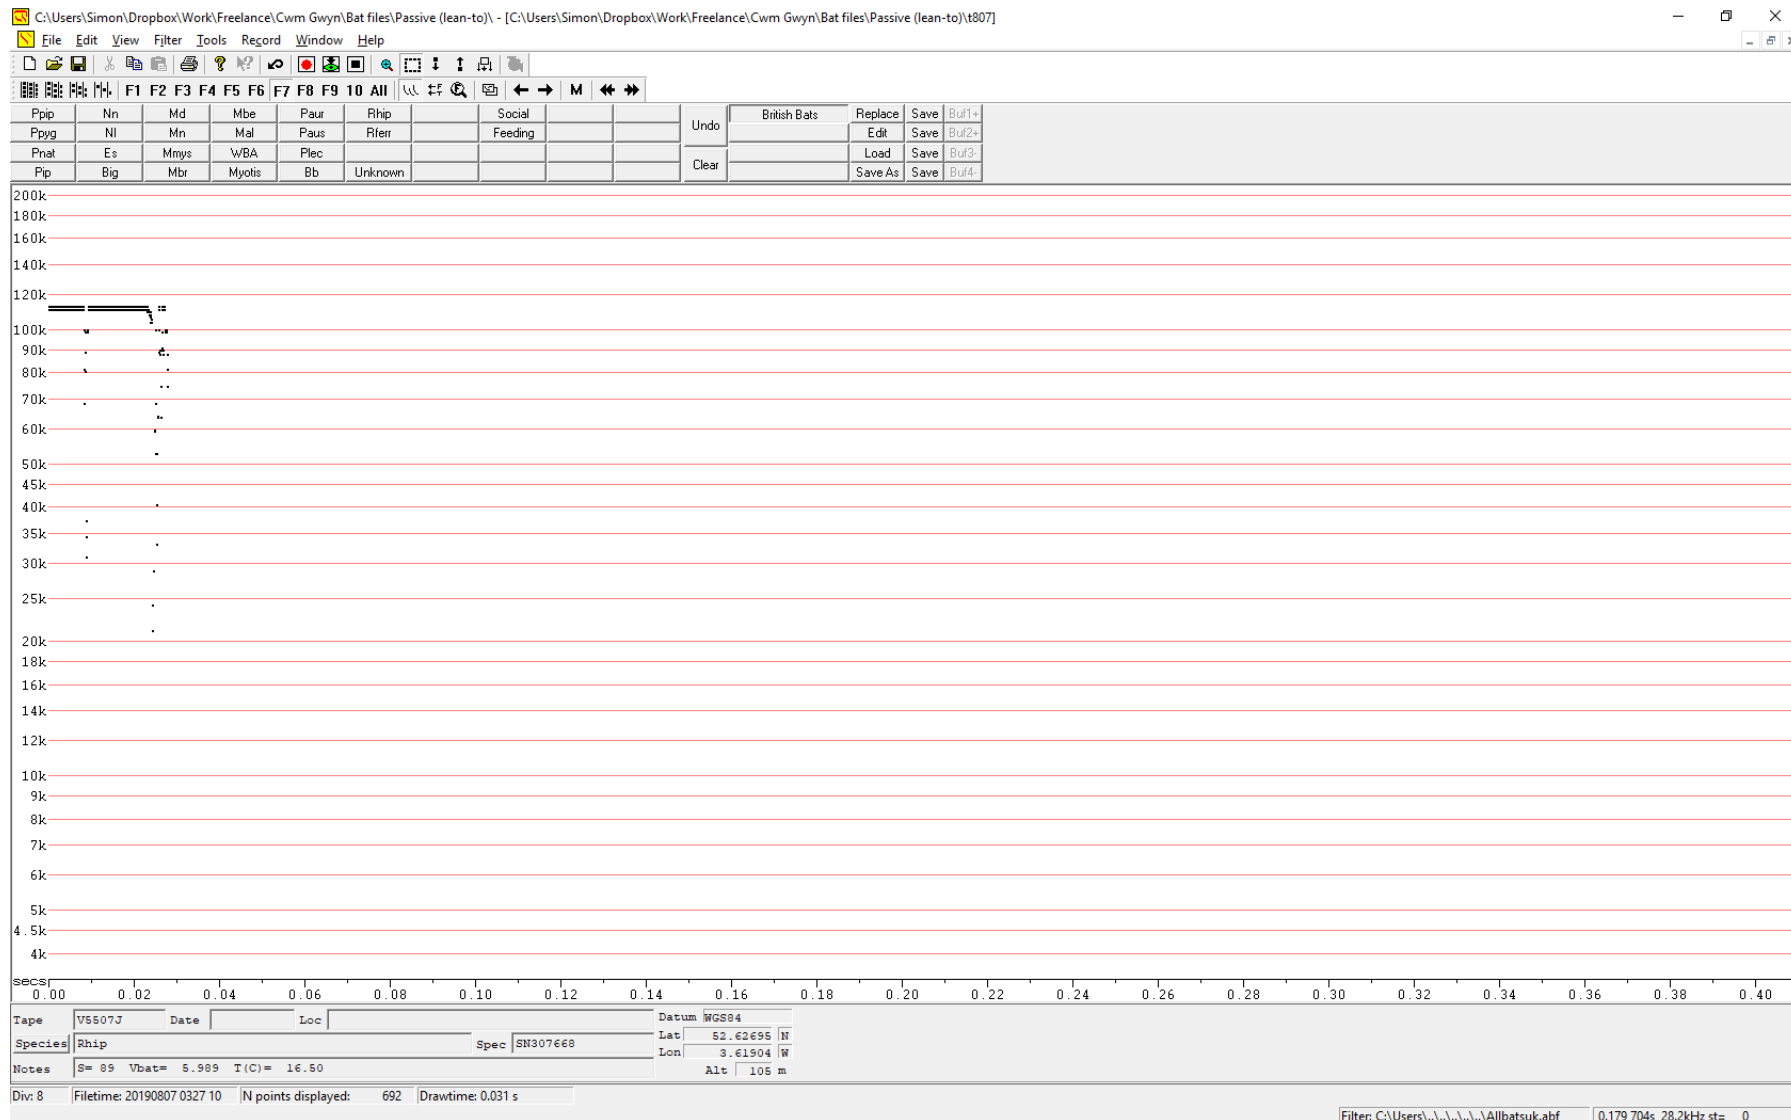 C:\Users\Simon\Dropbox\Work\Freelance\Cwm Gwyn\Bat files\Passive (lean-to)\ - [C:\Users\Simon\Dropbox\Work\Freelance\Cwm Gwyn\Bat files\Passive (lean-to)\t807]
File Edit View Filter Tools Record Window Help
F1 F2 F3 F4 F5 F6 F7 F8 F9 10 All M
Ppip Nn Md Mbe Paur Rhip Social Undo British Bats Replace Save Buf1+
Ppyg Nl Mn Mal Paus Rferr Feeding Edit Save Buf2+
Pnat Es Mmys WBA Plec Clear Load Save Buf3-
Pip Big Mbr Myotis Bb Unknown Save As Save Buf4-
200k
180k
160k
140k
120k
100k
90k
80k
70k
60k
50k
45k
40k
35k
30k
25k
20k
18k
16k
14k
12k
10k
9k
8k
7k
6k
5k
4.5k
4k
secs
0.00 0.02 0.04 0.06 0.08 0.10 0.12 0.14 0.16 0.18 0.20 0.22 0.24 0.26 0.28 0.30 0.32 0.34 0.36 0.38 0.40
Tape V5507J Date Loc Datum WGS84
Species Rhip Spec SN307668 Lat 52.62695 N
Lon 3.61904 W
Notes S= 89 Vbat= 5.989 T(C)= 16.50 Alt 105 m
Div: 8 Filetime: 20190807 0327 10 N points displayed: 692 Drawtime: 0.031 s
Filter: C:\Users\..\..\..\..\..\Allbatsuk.abf 0.179 704s 28.2kHz st= 0